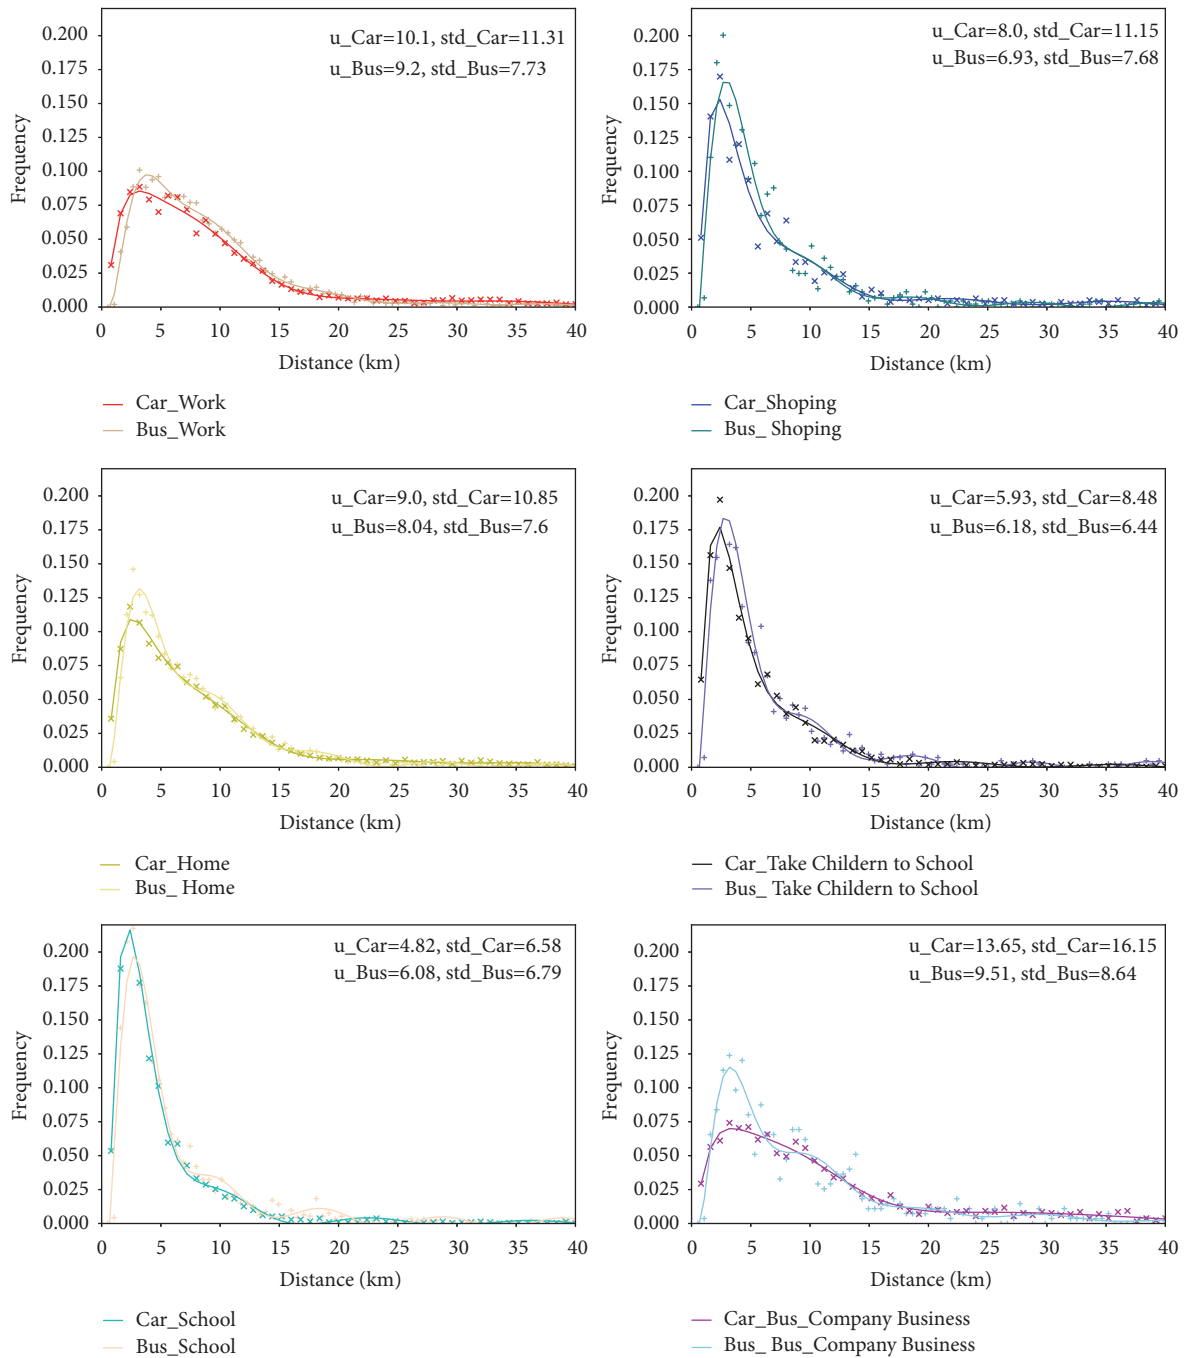 u_Car=10.1, std_Car=11.31
u_Bus=9.2, std_Bus=7.73
0.200
0.175
0.150
0.125
0.100
0.075
0.050
0.025
0.000
Frequency
0 5 10 15 20 25 30 35 40
Distance (km)
Car_Work
Bus_Work
u_Car=8.0, std_Car=11.15
u_Bus=6.93, std_Bus=7.68
0.200
0.175
0.150
0.125
0.100
0.075
0.050
0.025
0.000
Frequency
0 5 10 15 20 25 30 35 40
Distance (km)
Car_Shoping
Bus_ Shoping
u_Car=9.0, std_Car=10.85
u_Bus=8.04, std_Bus=7.6
0.200
0.175
0.150
0.125
0.100
0.075
0.050
0.025
0.000
Frequency
0 5 10 15 20 25 30 35 40
Distance (km)
Car_Home
Bus_ Home
u_Car=5.93, std_Car=8.48
u_Bus=6.18, std_Bus=6.44
0.200
0.175
0.150
0.125
0.100
0.075
0.050
0.025
0.000
Frequency
0 5 10 15 20 25 30 35 40
Distance (km)
Car_Take Childern to School
Bus_ Take Childern to School
u_Car=4.82, std_Car=6.58
u_Bus=6.08, std_Bus=6.79
0.200
0.175
0.150
0.125
0.100
0.075
0.050
0.025
0.000
Frequency
0 5 10 15 20 25 30 35 40
Distance (km)
Car_School
Bus_School
u_Car=13.65, std_Car=16.15
u_Bus=9.51, std_Bus=8.64
0.200
0.175
0.150
0.125
0.100
0.075
0.050
0.025
0.000
Frequency
0 5 10 15 20 25 30 35 40
Distance (km)
Car_Bus_Company Business
Bus_ Bus_Company Business